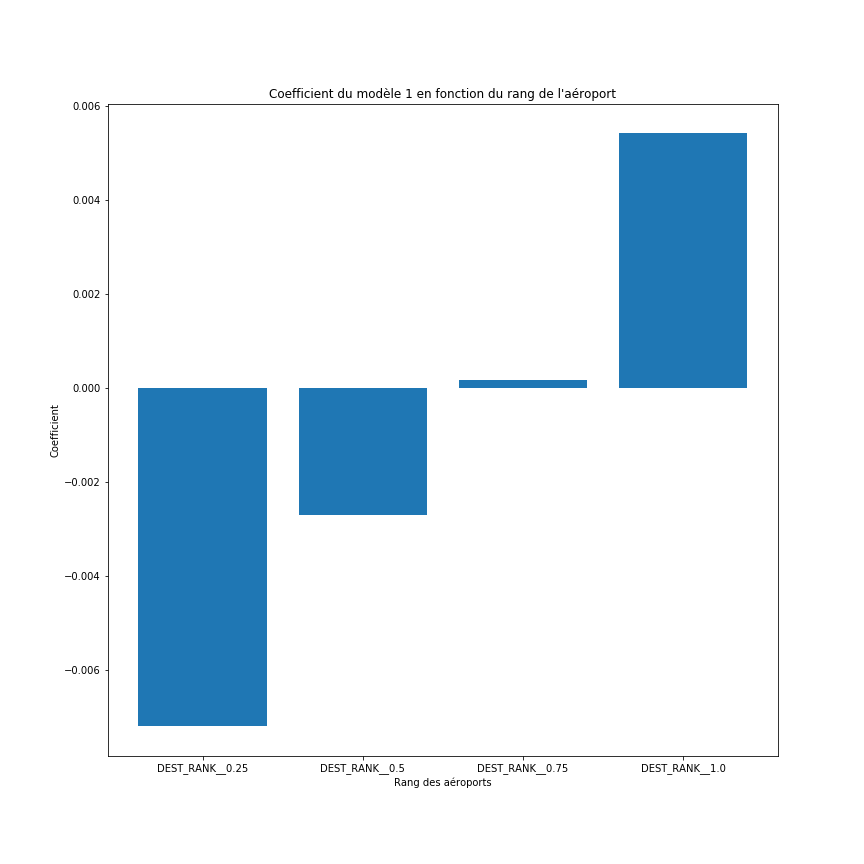 Coefficient du modèle 1 en fonction du rang de l'aéroport
0.006
0.004
0.002
0.000
−0.002
−0.004
−0.006
Coefficient
DEST_RANK__0.25 DEST_RANK__0.5 DEST_RANK__0.75 DEST_RANK__1.0
Rang des aéroports